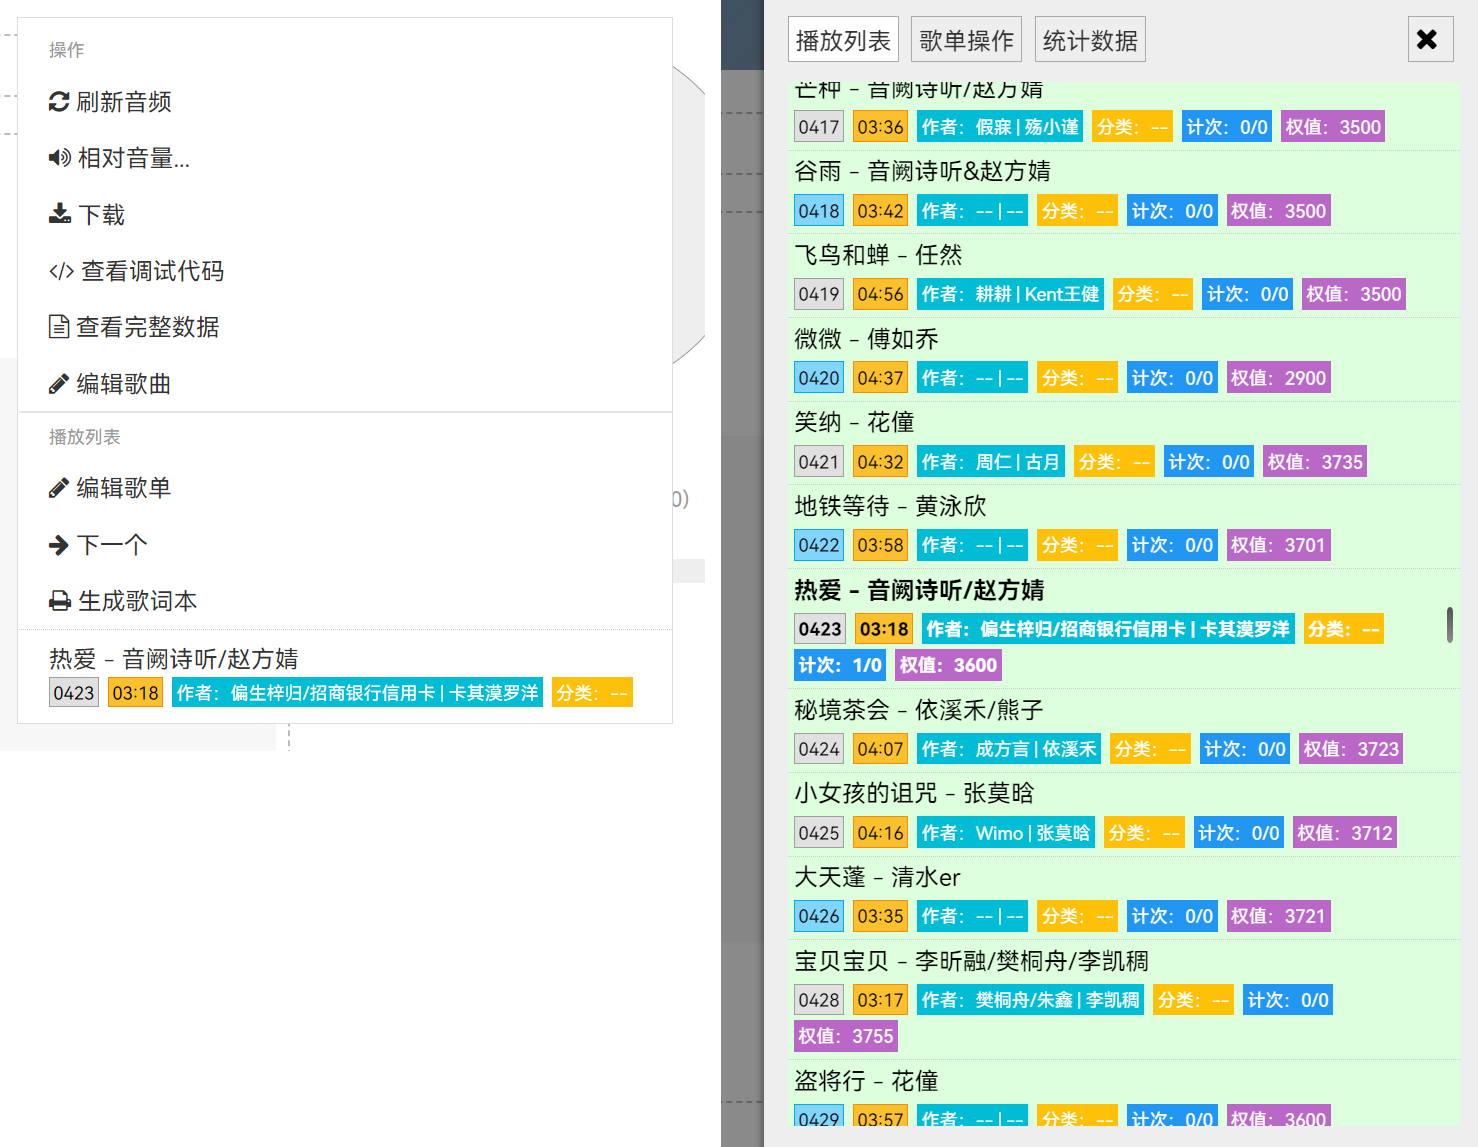 操作
刷新音频
相对音量...
下载
查看调试代码
查看完整数据
编辑歌曲
播放列表
编辑歌单
0)
下一个
生成歌词本
热爱 - 音阙诗听/赵方婧
0423 03:18 作者：偏生梓归/招商银行信用卡 | 卡其漠罗洋 分类：--
播放列表 歌单操作 统计数据
芒种 - 音阙诗听/赵方婧
0417 03:36 作者：假寐 | 殇小谨 分类：-- 计次：0/0 权值：3500
谷雨 - 音阙诗听&赵方婧
0418 03:42 作者：-- | -- 分类：-- 计次：0/0 权值：3500
飞鸟和蝉 - 任然
0419 04:56 作者：耕耕 | Kent王健 分类：-- 计次：0/0 权值：3500
微微 - 傅如乔
0420 04:37 作者：-- | -- 分类：-- 计次：0/0 权值：2900
笑纳 - 花僮
0421 04:32 作者：周仁 | 古月 分类：-- 计次：0/0 权值：3735
地铁等待 - 黄泳欣
0422 03:58 作者：-- | -- 分类：-- 计次：0/0 权值：3701
热爱 - 音阙诗听/赵方婧
0423 03:18 作者：偏生梓归/招商银行信用卡 | 卡其漠罗洋 分类：--
计次：1/0 权值：3600
秘境茶会 - 依溪禾/熊子
0424 04:07 作者：成方言 | 依溪禾 分类：-- 计次：0/0 权值：3723
小女孩的诅咒 - 张莫晗
0425 04:16 作者：Wimo | 张莫晗 分类：-- 计次：0/0 权值：3712
大天蓬 - 清水er
0426 03:35 作者：-- | -- 分类：-- 计次：0/0 权值：3721
宝贝宝贝 - 李昕融/樊桐舟/李凯稠
0428 03:17 作者：樊桐舟/朱鑫 | 李凯稠 分类：-- 计次：0/0
权值：3755
盗将行 - 花僮
0429 03:57 作者：-- | -- 分类：-- 计次：0/0 权值：3600